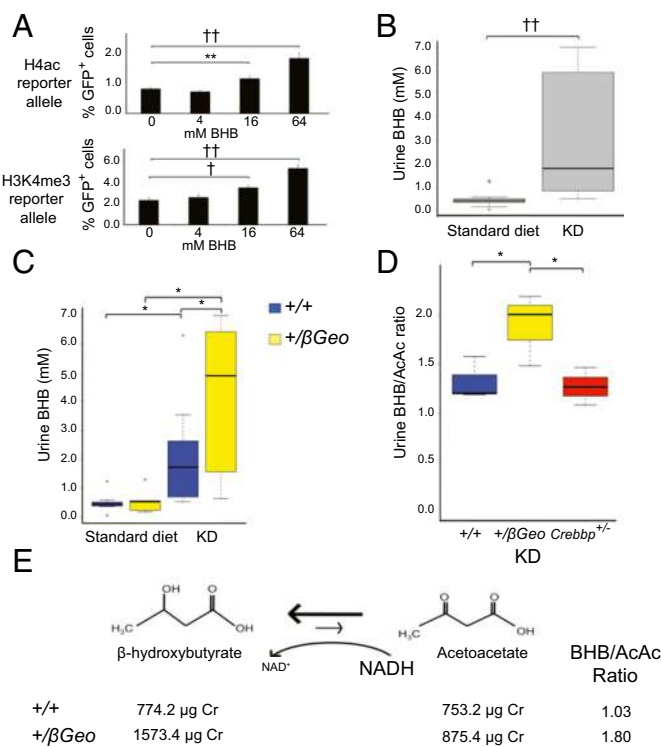 A
H4ac
reporter
allele
% GFP+ cells
2.0
1.0
0.0
††
**
0 4 16 64
mM BHB
H3K4me3
reporter
allele
% GFP+ cells
6.0
4.0
2.0
0.0
††
†
0 4 16 64
mM BHB
B
Urine BHB (mM)
7.0
6.0
5.0
4.0
3.0
2.0
1.0
0.0
††
Standard diet KD
C
Urine BHB (mM)
7.0
6.0
5.0
4.0
3.0
2.0
1.0
0.0
*
* *
+/+
+/βGeo
Standard diet KD
D
Urine BHB/AcAc ratio
2.0
1.5
1.0
0.0
* *
+/+ +/βGeo Crebbp+/-
KD
E
OH O
H3C OH
β-hydroxybutyrate
NAD+
NADH
O O
H3C OH
Acetoacetate
BHB/AcAc
Ratio
+/+ 774.2 µg Cr 753.2 µg Cr 1.03
+/βGeo 1573.4 µg Cr 875.4 µg Cr 1.80